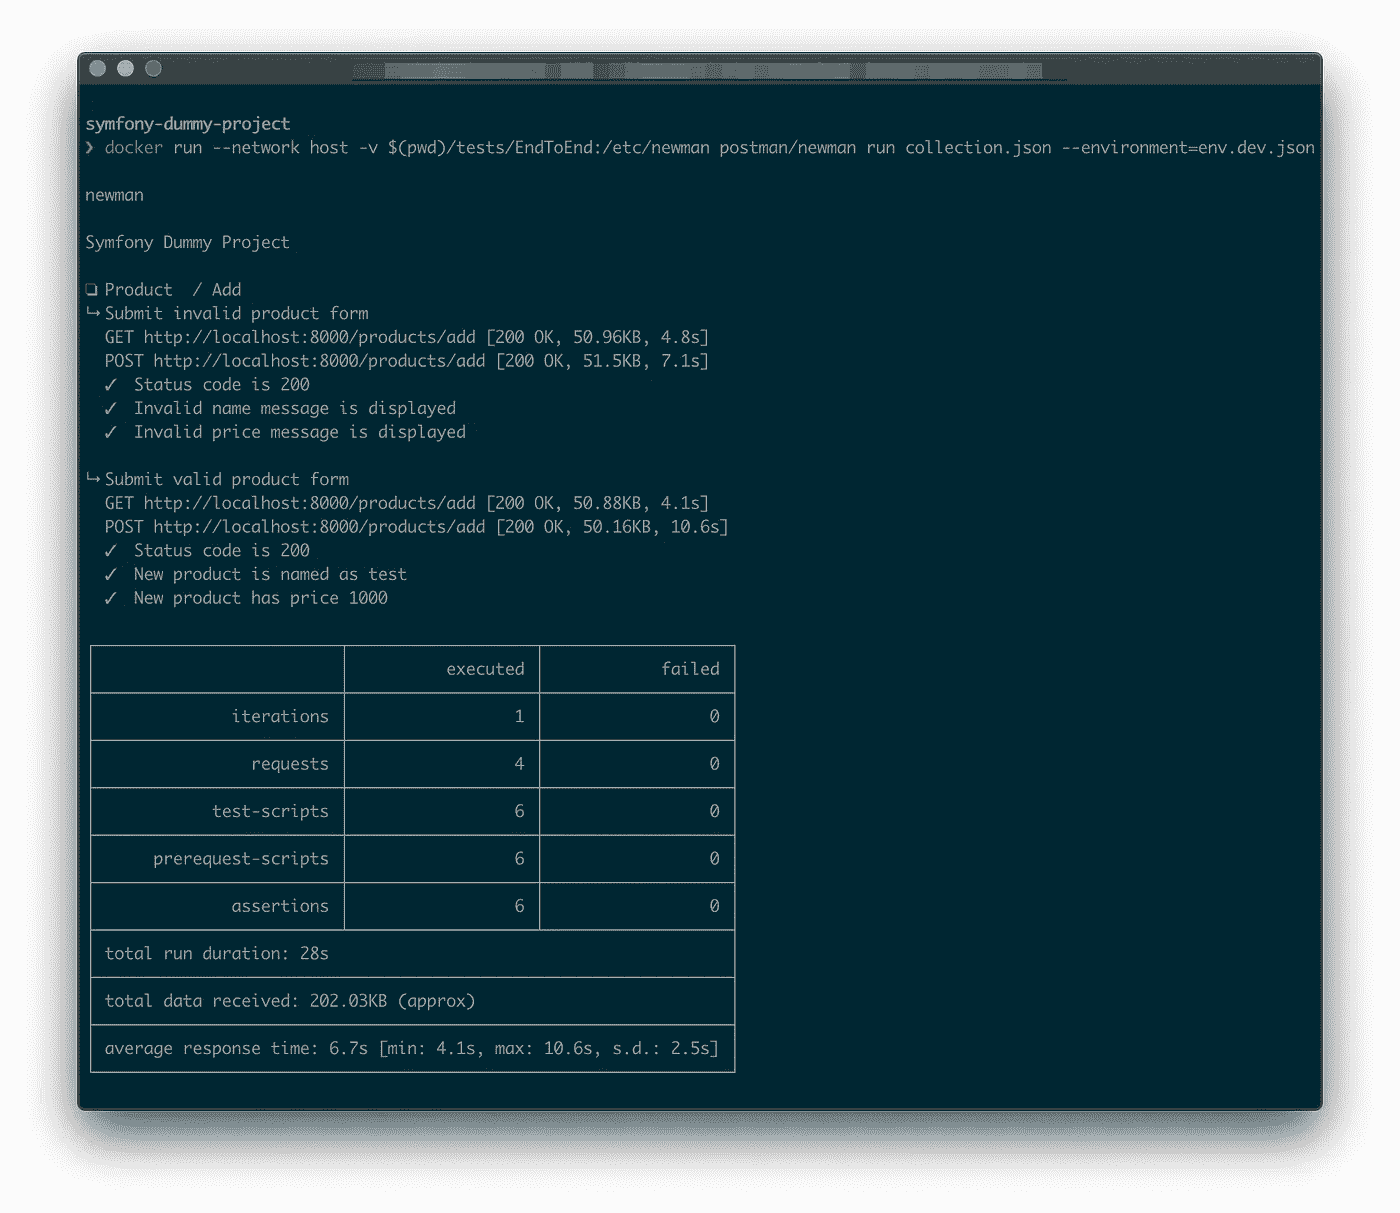 symfony-dummy-project
❯ docker run --network host -v $(pwd)/tests/EndToEnd:/etc/newman postman/newman run collection.json --environment=env.dev.json
newman
Symfony Dummy Project
❏ Product / Add
↳ Submit invalid product form
GET http://localhost:8000/products/add [200 OK, 50.96KB, 4.8s]
POST http://localhost:8000/products/add [200 OK, 51.5KB, 7.1s]
✓ Status code is 200
✓ Invalid name message is displayed
✓ Invalid price message is displayed
↳ Submit valid product form
GET http://localhost:8000/products/add [200 OK, 50.88KB, 4.1s]
POST http://localhost:8000/products/add [200 OK, 50.16KB, 10.6s]
✓ Status code is 200
✓ New product is named as test
✓ New product has price 1000
executed failed
iterations 1 0
requests 4 0
test-scripts 6 0
prerequest-scripts 6 0
assertions 6 0
total run duration: 28s
total data received: 202.03KB (approx)
average response time: 6.7s [min: 4.1s, max: 10.6s, s.d.: 2.5s]